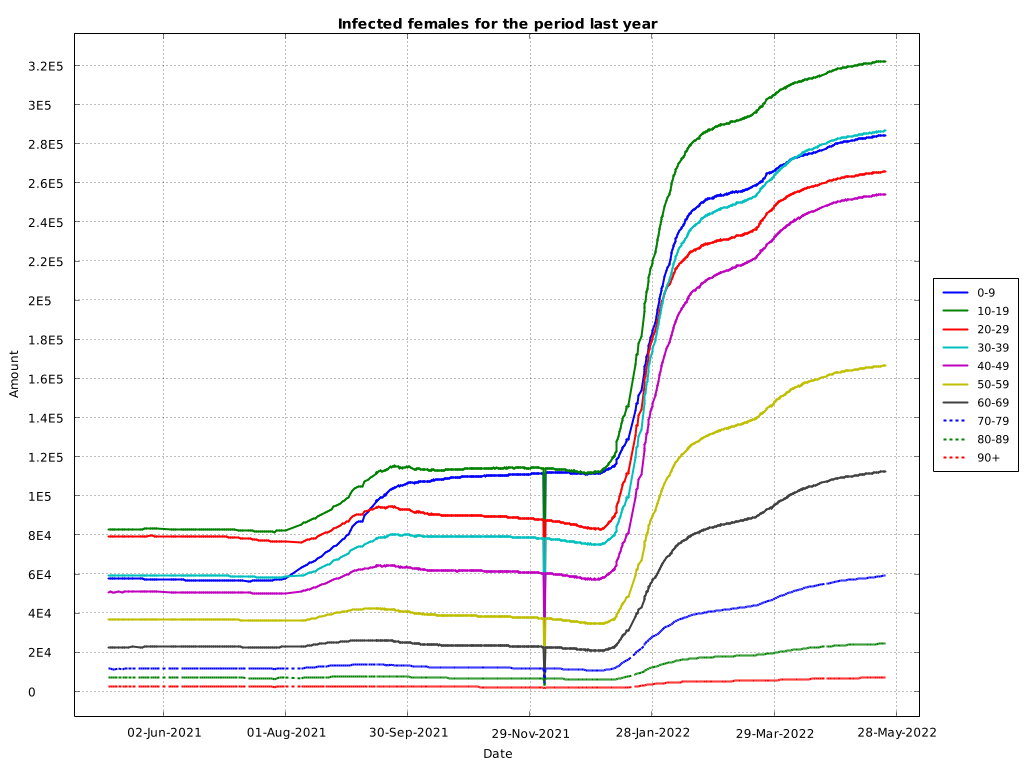 Infected females for the period last year
Amount
3.2E5
3E5
2.8E5
2.6E5
2.4E5
2.2E5
2E5
1.8E5
1.6E5
1.4E5
1.2E5
1E5
8E4
6E4
4E4
2E4
0
02-Jun-2021
01-Aug-2021
30-Sep-2021
29-Nov-2021
28-Jan-2022
29-Mar-2022
28-May-2022
Date
0-9
10-19
20-29
30-39
40-49
50-59
60-69
70-79
80-89
90+